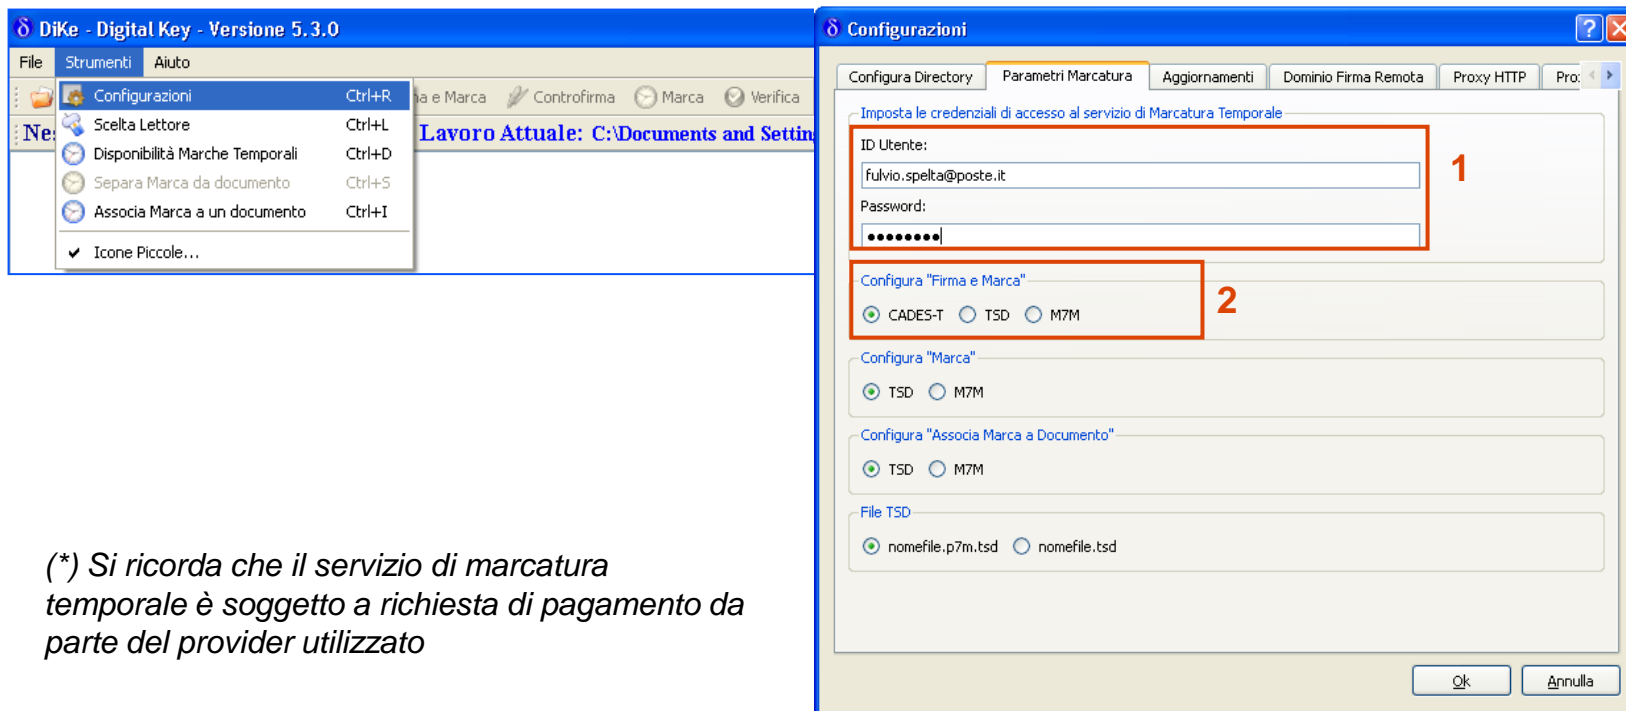 DiKe - Digital Key - Versione 5.3.0
File Strumenti Aiuto
Configurazioni Ctrl+R
Scelta Lettore Ctrl+L
Disponibilità Marche Temporali Ctrl+D
Separa Marca da documento Ctrl+S
Associa Marca a un documento Ctrl+I
Icone Piccole...
e Marca Controfirma Marca Verifica
Lavoro Attuale: C:\Documents and Settin
(*) Si ricorda che il servizio di marcatura
temporale è soggetto a richiesta di pagamento da
parte del provider utilizzato
Configurazioni
Configura Directory Parametri Marcatura Aggiornamenti Dominio Firma Remota Proxy HTTP Pro
Imposta le credenziali di accesso al servizio di Marcatura Temporale
ID Utente:
fulvio.spelta@poste.it
1
Password:
Configura "Firma e Marca"
2
CADES-T TSD M7M
Configura "Marca"
TSD M7M
Configura "Associa Marca a Documento"
TSD M7M
File TSD
nomefile.p7m.tsd nomefile.tsd
Ok Annulla